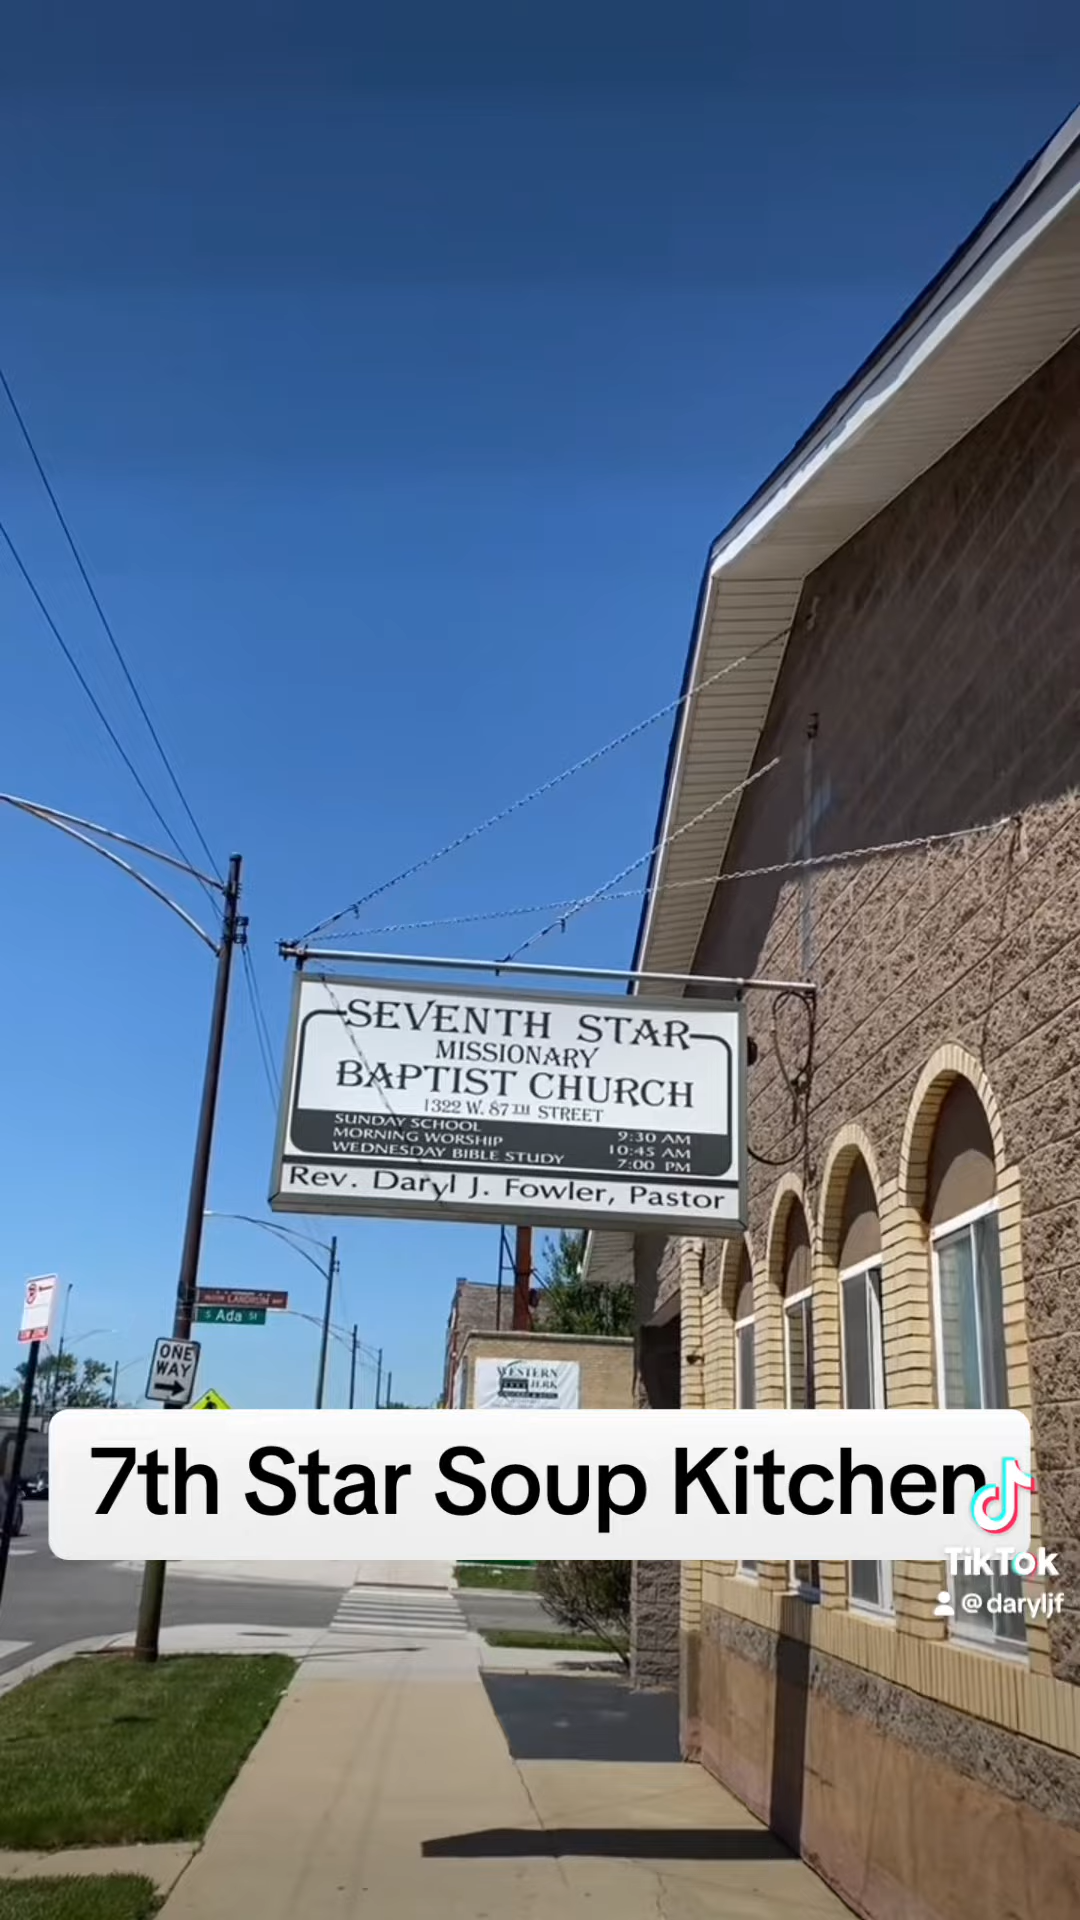 SEVENTH STAR
MISSIONARY
BAPTIST CHURCH
1322 W. 87TH STREET
SUNDAY SCHOOL 9:30 AM
MORNING WORSHIP 10:45 AM
WEDNESDAY BIBLE STUDY 7:00 PM
Rev. Daryl J. Fowler, Pastor
S Ada St
ONE
WAY
WESTERN
JERK
7th Star Soup Kitchen
TikTok
@daryljf